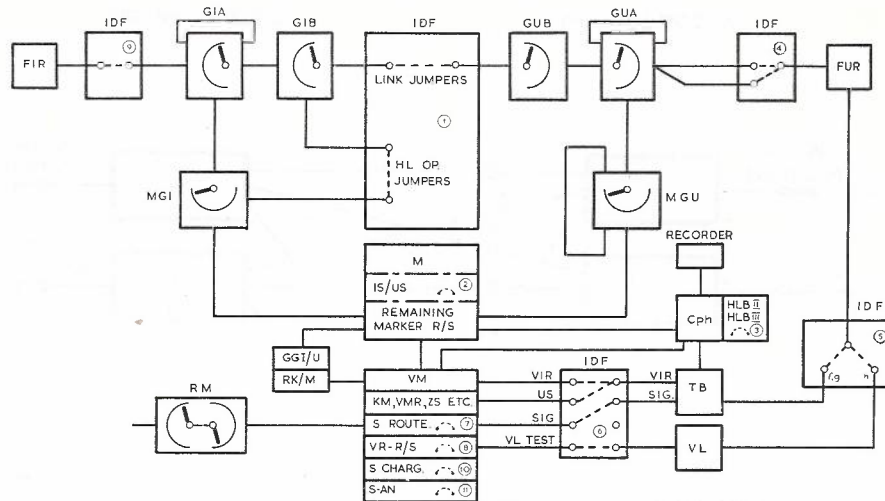 GIA
IDF
GIB
IDF
GUB
GUA
IDF
FIR
9
4
FUR
LINK JUMPERS
1
HL OP.
JUMPERS
MGI
MGU
RECORDER
M
IS/US
2
REMAINING
MARKER R/S
Cph
HLB II
HLB III
3
IDF
5
f,g
h
GGI/U
RK/M
RM
VM
KM, VMR, ZS ETC.
S ROUTE.
7
VR-R/S
8
S CHARG.
10
S-AN
11
IDF
VIR
US
SIG
VL TEST
6
VIR
SIG.
TB
VL